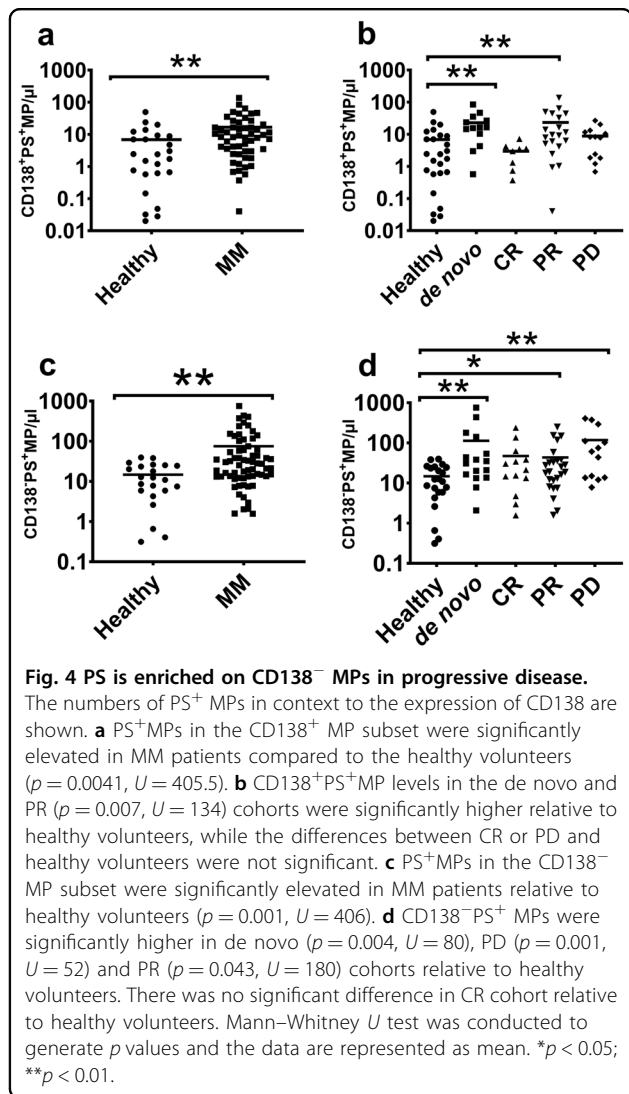 a
**
CD138⁺PS⁺MP/µl
1000
100
10
1
0.1
0.01
Healthy
MM
b
**
**
CD138⁺PS⁺MP/µl
1000
100
10
1
0.1
0.01
Healthy
de novo
CR
PR
PD
c
**
CD138⁻PS⁺MP/µl
1000
100
10
1
0.1
Healthy
MM
d
**
*
**
CD138⁻PS⁺MP/µl
1000
100
10
1
0.1
Healthy
de novo
CR
PR
PD
Fig. 4 PS is enriched on CD138⁻ MPs in progressive disease.
The numbers of PS⁺ MPs in context to the expression of CD138 are
shown. a PS⁺MPs in the CD138⁺ MP subset were significantly
elevated in MM patients compared to the healthy volunteers
(p = 0.0041, U = 405.5). b CD138⁺PS⁺MP levels in the de novo and
PR (p = 0.007, U = 134) cohorts were significantly higher relative to
healthy volunteers, while the differences between CR or PD and
healthy volunteers were not significant. c PS⁺MPs in the CD138⁻
MP subset were significantly elevated in MM patients relative to
healthy volunteers (p = 0.001, U = 406). d CD138⁻PS⁺ MPs were
significantly higher in de novo (p = 0.004, U = 80), PD (p = 0.001,
U = 52) and PR (p = 0.043, U = 180) cohorts relative to healthy
volunteers. There was no significant difference in CR cohort relative
to healthy volunteers. Mann–Whitney U test was conducted to
generate p values and the data are represented as mean. *p < 0.05;
**p < 0.01.